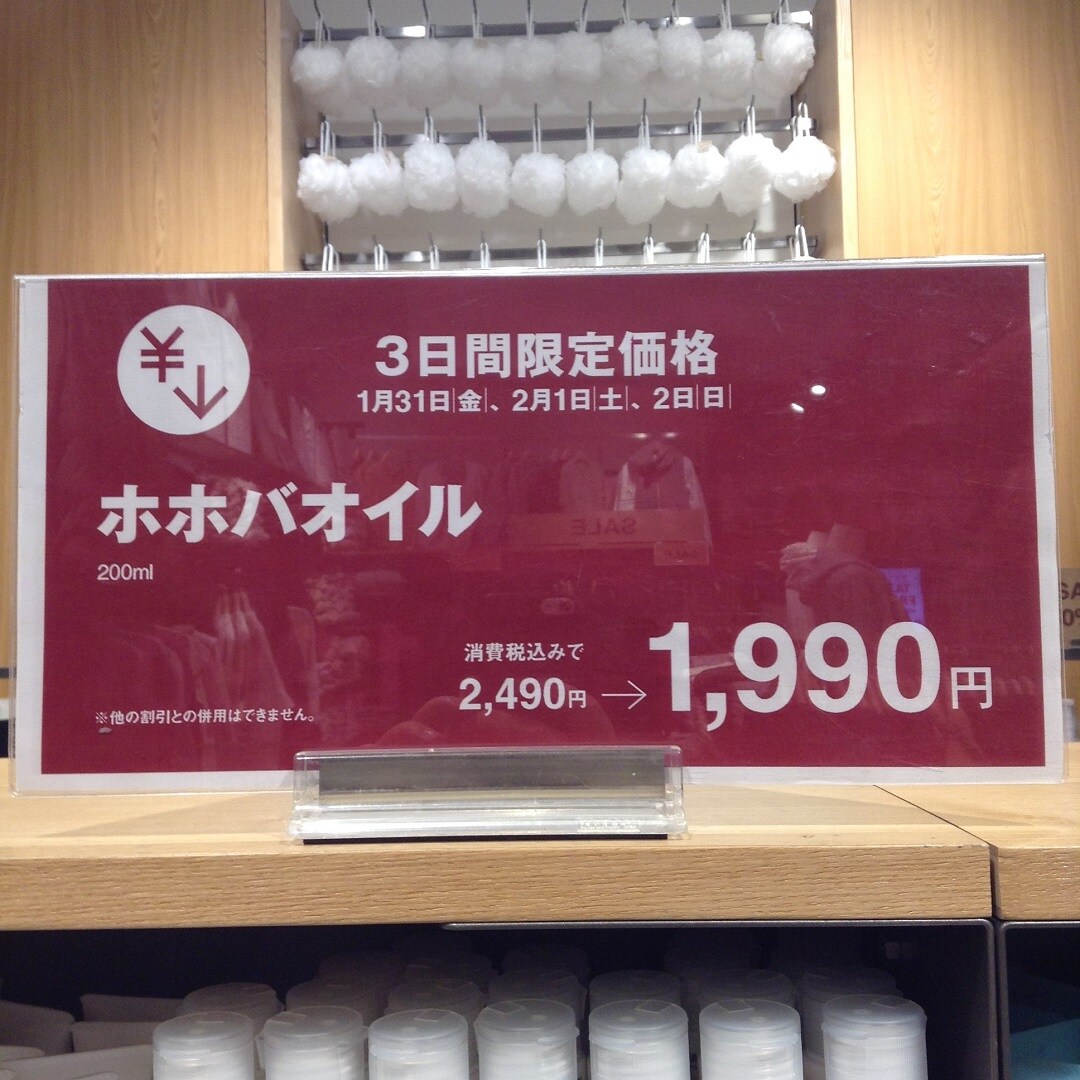 ¥↓
3日間限定価格
1月31日|金|、2月1日|土|、2日|日|
ホホバオイル
200ml
消費税込みで
2,490円→1,990円
※他の割引との併用はできません。
SALE